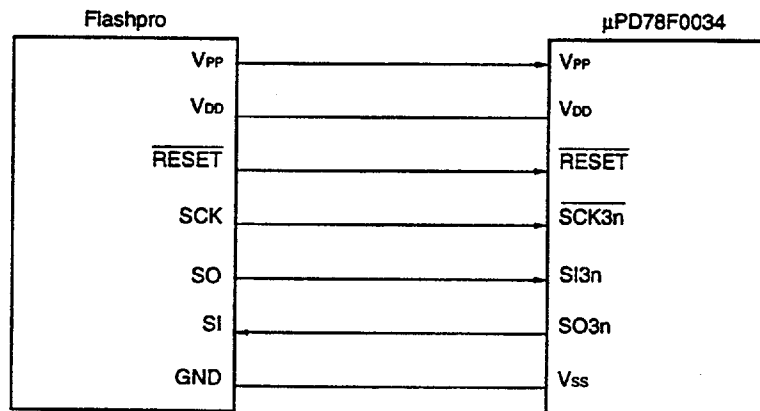 Flashpro μPD78F0034
VPP VPP
VDD VDD
RESET RESET
SCK SCK3n
SO SI3n
SI SO3n
GND VSS